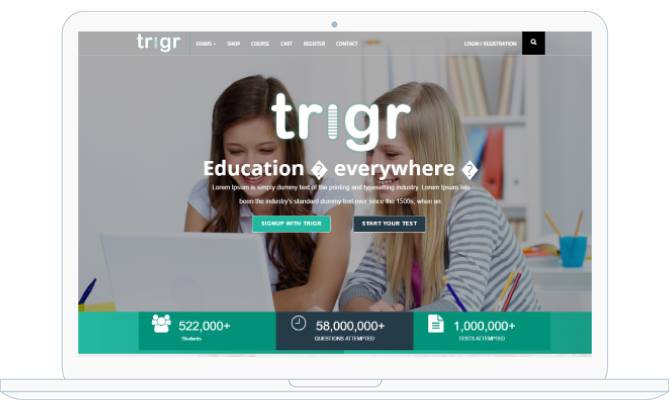 trigr EXAMS SHOP COURSE CART REGISTER CONTACT LOGIN / REGISTRATION
trigr
Education � everywhere �
Lorem Ipsum is simply dummy text of the printing and typesetting industry. Lorem Ipsum has
been the industry's standard dummy text ever since the 1500s, when an.
SIGNUP WITH TRIGR START YOUR TEST
522,000+ 58,000,000+ 1,000,000+
Students QUESTIONS ATTEMPTED TESTS ATTEMPTED